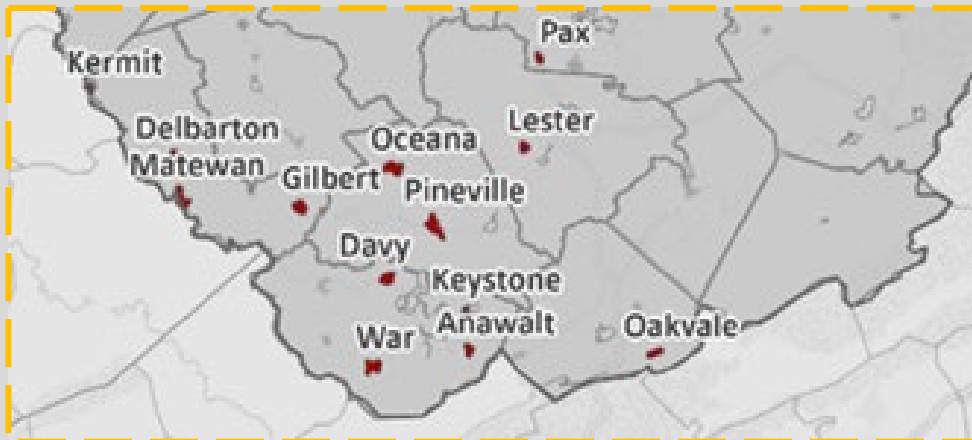 Pax
Kermit
Lester
Delbarton
Oceana
Matewan
Gilbert
Pineville
Davy
Keystone
Anawalt
Oakvale
War